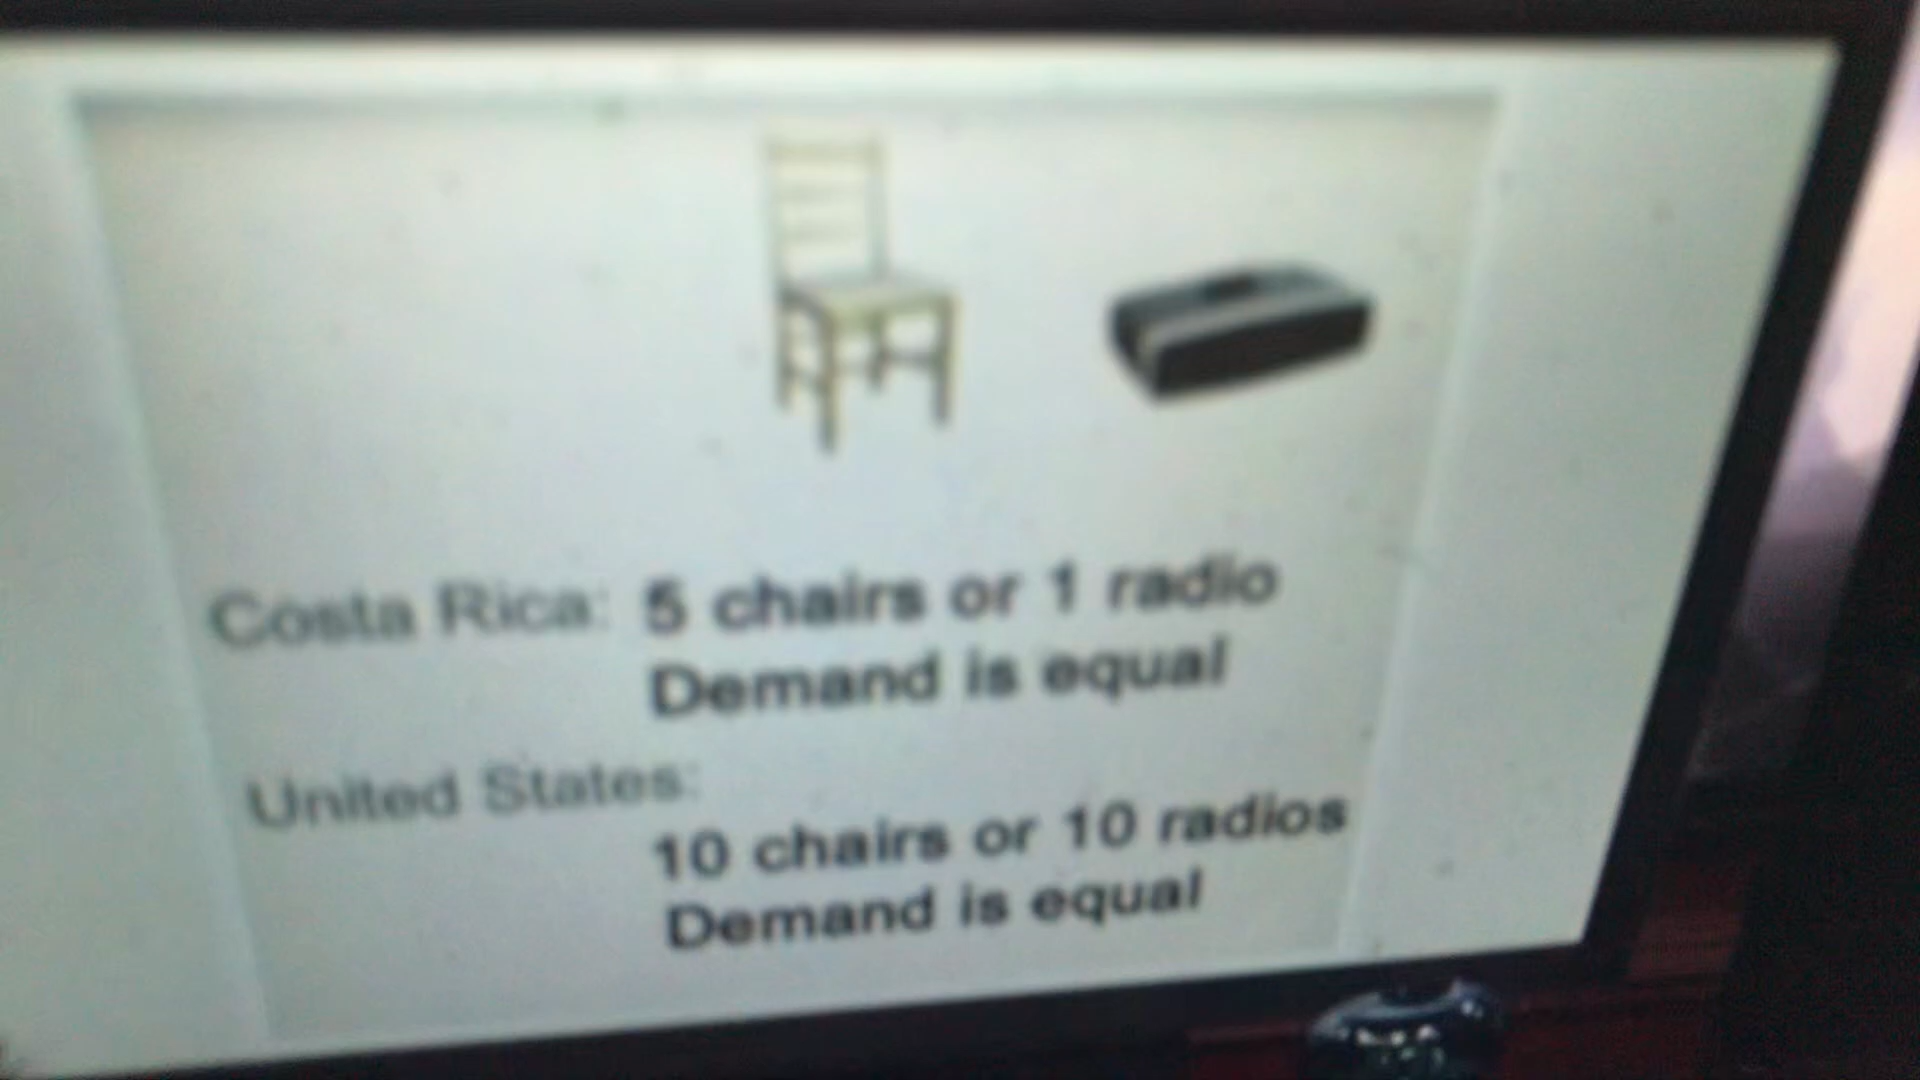 Costa Rica: 5 chairs or 1 radio
Demand is equal
United States:
10 chairs or 10 radios
Demand is equal